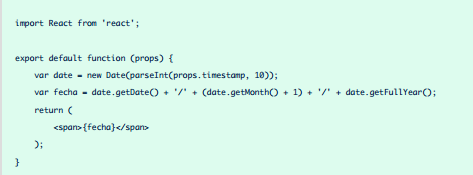 import React from 'react';
export default function (props) {
var date = new Date(parseInt(props.timestamp, 10));
var fecha = date.getDate() + '/' + (date.getMonth() + 1) + '/' + date.getFullYear();
return (
<span>{fecha}</span>
);
}